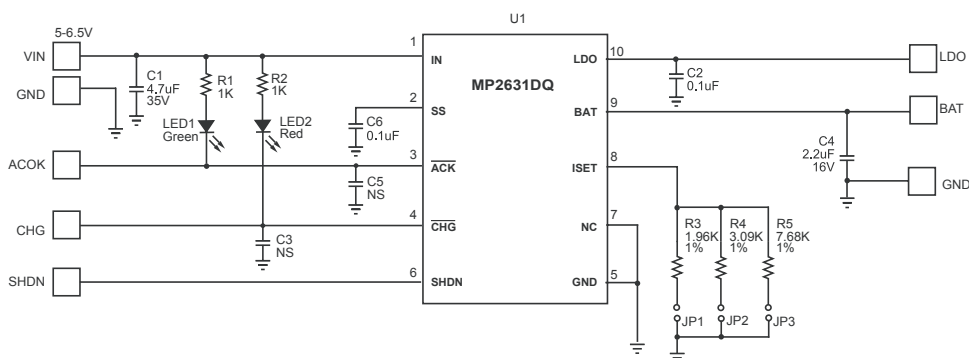 U1
MP2631DQ
5-6.5V
VIN
GND
ACOK
CHG
SHDN
C1
4.7uF
35V
R1
1K
R2
1K
LED1
Green
LED2
Red
C6
0.1uF
C5
NS
C3
NS
1
IN
2
SS
3
ACK
4
CHG
6
SHDN
10
LDO
9
BAT
8
ISET
7
NC
5
GND
C2
0.1uF
LDO
BAT
C4
2.2uF
16V
GND
R3
1.96K
1%
R4
3.09K
1%
R5
7.68K
1%
JP1
JP2
JP3